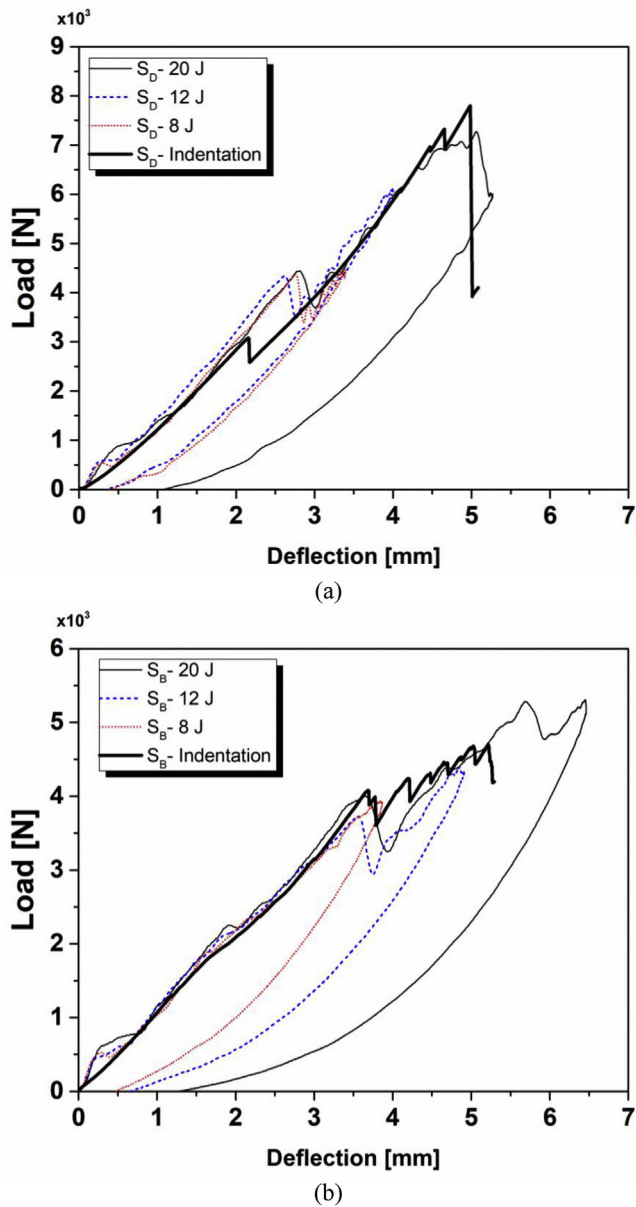 x10³
9
8
7
6
5
4
3
2
1
0
Load [N]
S_D- 20 J
S_D- 12 J
S_D- 8 J
S_D- Indentation
0 1 2 3 4 5 6 7
Deflection [mm]
(a)
x10³
6
5
4
3
2
1
0
Load [N]
S_B- 20 J
S_B- 12 J
S_B- 8 J
S_B- Indentation
0 1 2 3 4 5 6 7
Deflection [mm]
(b)